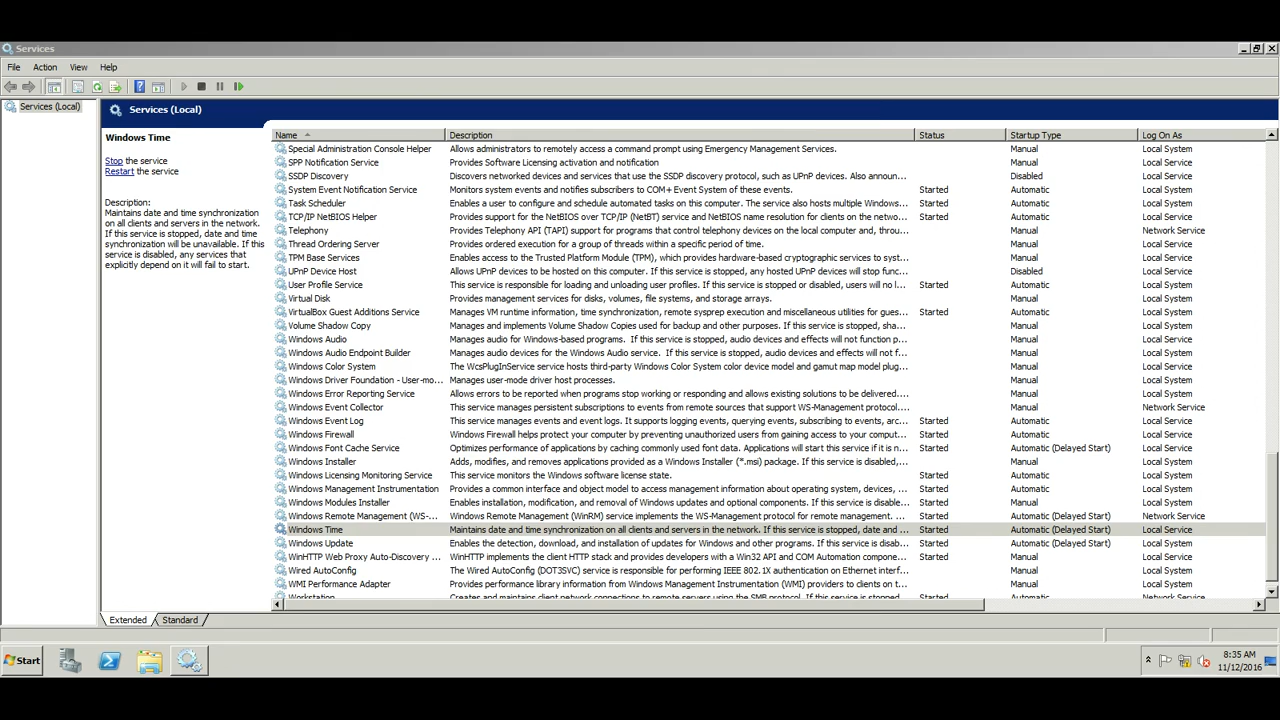 Services
File Action View Help
Services (Local)
Services (Local)
Windows Time
Stop the service
Restart the service
Description:
Maintains date and time synchronization
on all clients and servers in the network.
If this service is stopped, date and time
synchronization will be unavailable. If this
service is disabled, any services that
explicitly depend on it will fail to start.
Name Description Status Startup Type Log On As
Special Administration Console Helper Allows administrators to remotely access a command prompt using Emergency Management Services. Manual Local System
SPP Notification Service Provides Software Licensing activation and notification Manual Local Service
SSDP Discovery Discovers networked devices and services that use the SSDP discovery protocol, such as UPnP devices. Also announ... Disabled Local Service
System Event Notification Service Monitors system events and notifies subscribers to COM+ Event System of these events. Started Automatic Local System
Task Scheduler Enables a user to configure and schedule automated tasks on this computer. The service also hosts multiple Windows... Started Automatic Local System
TCP/IP NetBIOS Helper Provides support for the NetBIOS over TCP/IP (NetBT) service and NetBIOS name resolution for clients on the netwo... Started Automatic Local Service
Telephony Provides Telephony API (TAPI) support for programs that control telephony devices on the local computer and, throu... Manual Network Service
Thread Ordering Server Provides ordered execution for a group of threads within a specific period of time. Manual Local Service
TPM Base Services Enables access to the Trusted Platform Module (TPM), which provides hardware-based cryptographic services to syst... Manual Local Service
UPnP Device Host Allows UPnP devices to be hosted on this computer. If this service is stopped, any hosted UPnP devices will stop func... Disabled Local Service
User Profile Service This service is responsible for loading and unloading user profiles. If this service is stopped or disabled, users will no l... Started Automatic Local System
Virtual Disk Provides management services for disks, volumes, file systems, and storage arrays. Manual Local System
VirtualBox Guest Additions Service Manages VM runtime information, time synchronization, remote sysprep execution and miscellaneous utilities for gues... Started Automatic Local System
Volume Shadow Copy Manages and implements Volume Shadow Copies used for backup and other purposes. If this service is stopped, sha... Manual Local System
Windows Audio Manages audio for Windows-based programs. If this service is stopped, audio devices and effects will not function p... Manual Local Service
Windows Audio Endpoint Builder Manages audio devices for the Windows Audio service. If this service is stopped, audio devices and effects will not f... Manual Local System
Windows Color System The WcsPlugInService service hosts third-party Windows Color System color device model and gamut map model plug... Manual Local Service
Windows Driver Foundation - User-mo... Manages user-mode driver host processes. Manual Local System
Windows Error Reporting Service Allows errors to be reported when programs stop working or responding and allows existing solutions to be delivered.... Manual Local System
Windows Event Collector This service manages persistent subscriptions to events from remote sources that support WS-Management protocol.... Manual Network Service
Windows Event Log This service manages events and event logs. It supports logging events, querying events, subscribing to events, arc... Started Automatic Local Service
Windows Firewall Windows Firewall helps protect your computer by preventing unauthorized users from gaining access to your comput... Started Automatic Local Service
Windows Font Cache Service Optimizes performance of applications by caching commonly used font data. Applications will start this service if it is n... Started Automatic (Delayed Start) Local Service
Windows Installer Adds, modifies, and removes applications provided as a Windows Installer (*.msi) package. If this service is disabled,... Manual Local System
Windows Licensing Monitoring Service This service monitors the Windows software license state. Started Automatic Local System
Windows Management Instrumentation Provides a common interface and object model to access management information about operating system, devices, ... Started Automatic Local System
Windows Modules Installer Enables installation, modification, and removal of Windows updates and optional components. If this service is disable... Started Manual Local System
Windows Remote Management (WS-... Windows Remote Management (WinRM) service implements the WS-Management protocol for remote management. ... Started Automatic (Delayed Start) Network Service
Windows Time Maintains date and time synchronization on all clients and servers in the network. If this service is stopped, date and ... Started Automatic (Delayed Start) Local Service
Windows Update Enables the detection, download, and installation of updates for Windows and other programs. If this service is disab... Started Automatic (Delayed Start) Local System
WinHTTP Web Proxy Auto-Discovery ... WinHTTP implements the client HTTP stack and provides developers with a Win32 API and COM Automation compone... Started Manual Local Service
Wired AutoConfig The Wired AutoConfig (DOT3SVC) service is responsible for performing IEEE 802.1X authentication on Ethernet interf... Manual Local System
WMI Performance Adapter Provides performance library information from Windows Management Instrumentation (WMI) providers to clients on t... Manual Local System
Workstation Creates and maintains client network connections to remote servers using the SMB protocol. If this service is stopped Started Automatic Network Service
Extended Standard
Start
8:35 AM
11/12/2016